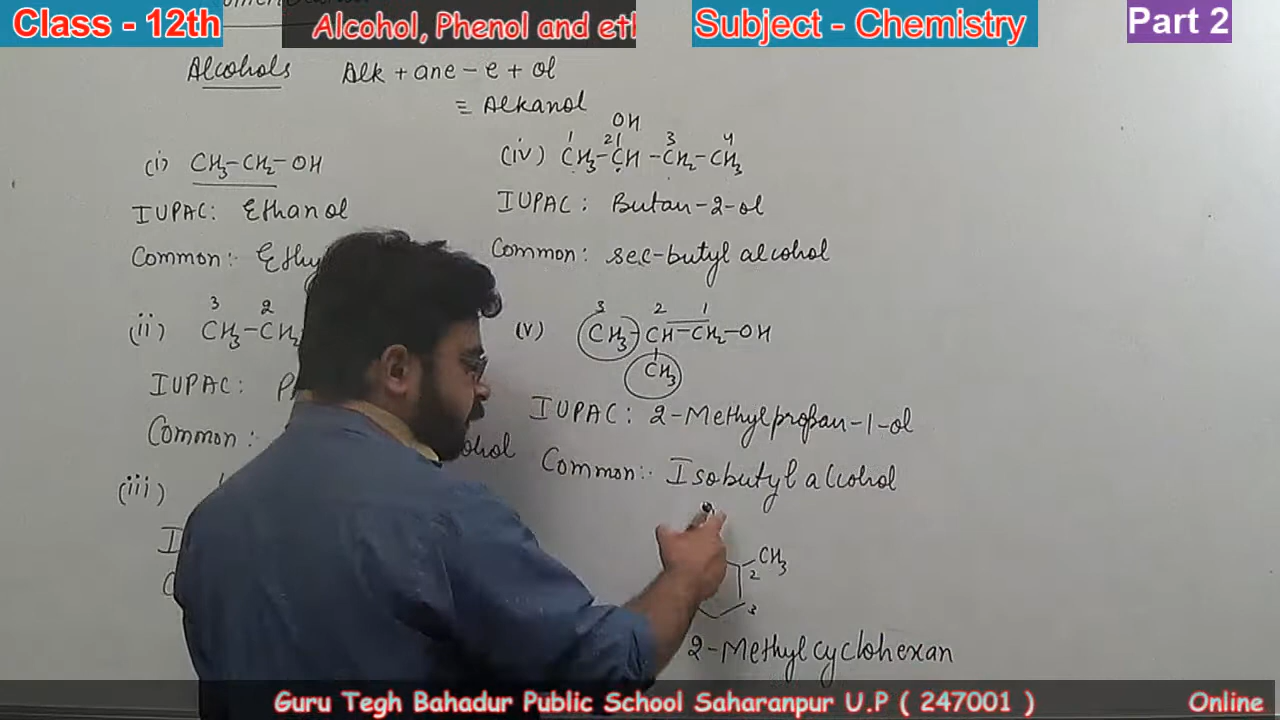 Class - 12th
Alcohol, Phenol and eth
Subject - Chemistry
Part 2
Alcohols Alk + ane - e + ol
= Alkanol
(i) CH3-CH2-OH
IUPAC: Ethanol
Common:- Ethy
3 2
(ii) CH3-CH2
IUPAC: P
Common:
ohol
(iii)
OH
1 2 3 4
(iv) CH3-CH-CH2-CH3
IUPAC: Butan-2-ol
Common: sec-butyl alcohol
3 2 1
(v) CH3-CH-CH2-OH
CH3
IUPAC: 2-Methylpropan-1-ol
Common:- Isobutyl alcohol
CH3
2
3
2-Methylcyclohexan
Guru Tegh Bahadur Public School Saharanpur U.P ( 247001 )
Online